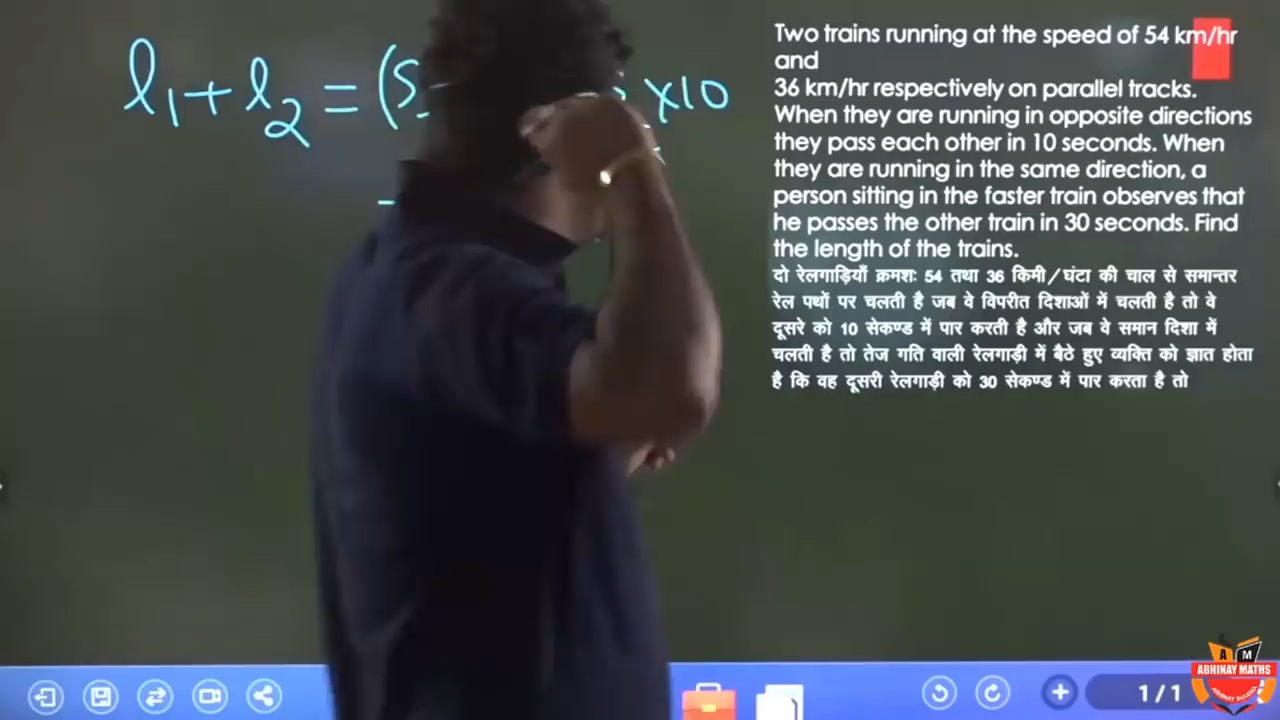 l₁+l₂=(5 ×10
Two trains running at the speed of 54 km/hr
and
36 km/hr respectively on parallel tracks.
When they are running in opposite directions
they pass each other in 10 seconds. When
they are running in the same direction, a
person sitting in the faster train observes that
he passes the other train in 30 seconds. Find
the length of the trains.
दो रेलगाड़ियाँ क्रमशः 54 तथा 36 किमी/घंटा की चाल से समान्तर
रेल पथों पर चलती है जब वे विपरीत दिशाओं में चलती है तो वे
दूसरे को 10 सेकण्ड में पार करती है और जब वे समान दिशा में
चलती है तो तेज गति वाली रेलगाड़ी में बैठे हुए व्यक्ति को ज्ञात होता
है कि वह दूसरी रेलगाड़ी को 30 सेकण्ड में पार करता है तो
1/1
A M
ABHINAY MATHS
ABHINAY SHARMA